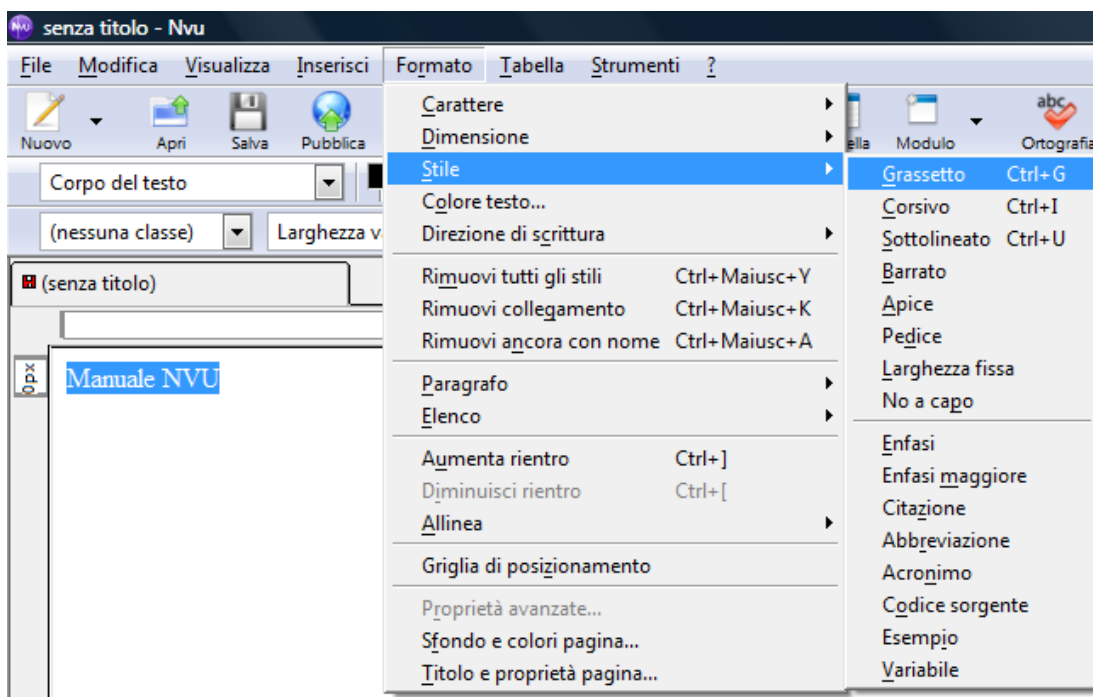 senza titolo - Nvu
File Modifica Visualizza Inserisci Formato Tabella Strumenti ?
Nuovo Apri Salva Pubblica Modulo Ortografia
Corpo del testo
(nessuna classe) Larghezza
(senza titolo)
0px
Manuale NVU
Carattere
Dimensione
Stile
Colore testo...
Direzione di scrittura
Rimuovi tutti gli stili Ctrl+Maiusc+Y
Rimuovi collegamento Ctrl+Maiusc+K
Rimuovi ancora con nome Ctrl+Maiusc+A
Paragrafo
Elenco
Aumenta rientro Ctrl+]
Diminuisci rientro Ctrl+[
Allinea
Griglia di posizionamento
Proprietà avanzate...
Sfondo e colori pagina...
Titolo e proprietà pagina...
Grassetto Ctrl+G
Corsivo Ctrl+I
Sottolineato Ctrl+U
Barrato
Apice
Pedice
Larghezza fissa
No a capo
Enfasi
Enfasi maggiore
Citazione
Abbreviazione
Acronimo
Codice sorgente
Esempio
Variabile